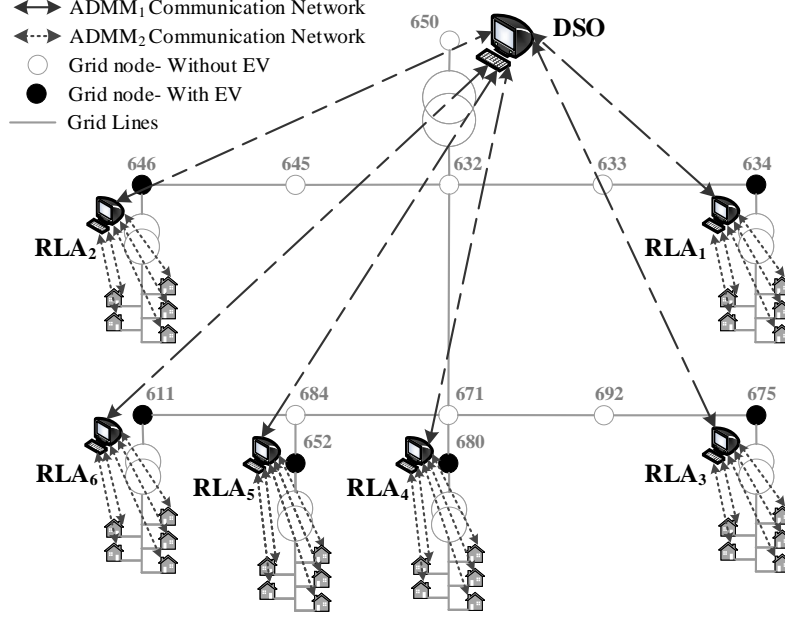 ADMM₁ Communication Network
ADMM₂ Communication Network
Grid node- Without EV
Grid node- With EV
Grid Lines
650
DSO
646
645
632
633
634
RLA₂
RLA₁
611
684
671
692
675
652
680
RLA₆
RLA₅
RLA₄
RLA₃